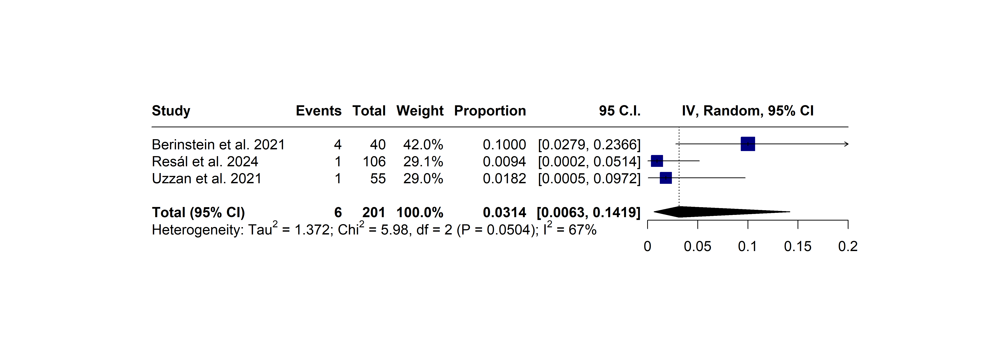 Study Events Total Weight Proportion 95 C.I. IV, Random, 95% CI
Berinstein et al. 2021 4 40 42.0% 0.1000 [0.0279, 0.2366]
Resál et al. 2024 1 106 29.1% 0.0094 [0.0002, 0.0514]
Uzzan et al. 2021 1 55 29.0% 0.0182 [0.0005, 0.0972]
Total (95% CI) 6 201 100.0% 0.0314 [0.0063, 0.1419]
Heterogeneity: Tau² = 1.372; Chi² = 5.98, df = 2 (P = 0.0504); I² = 67%
0 0.05 0.1 0.15 0.2